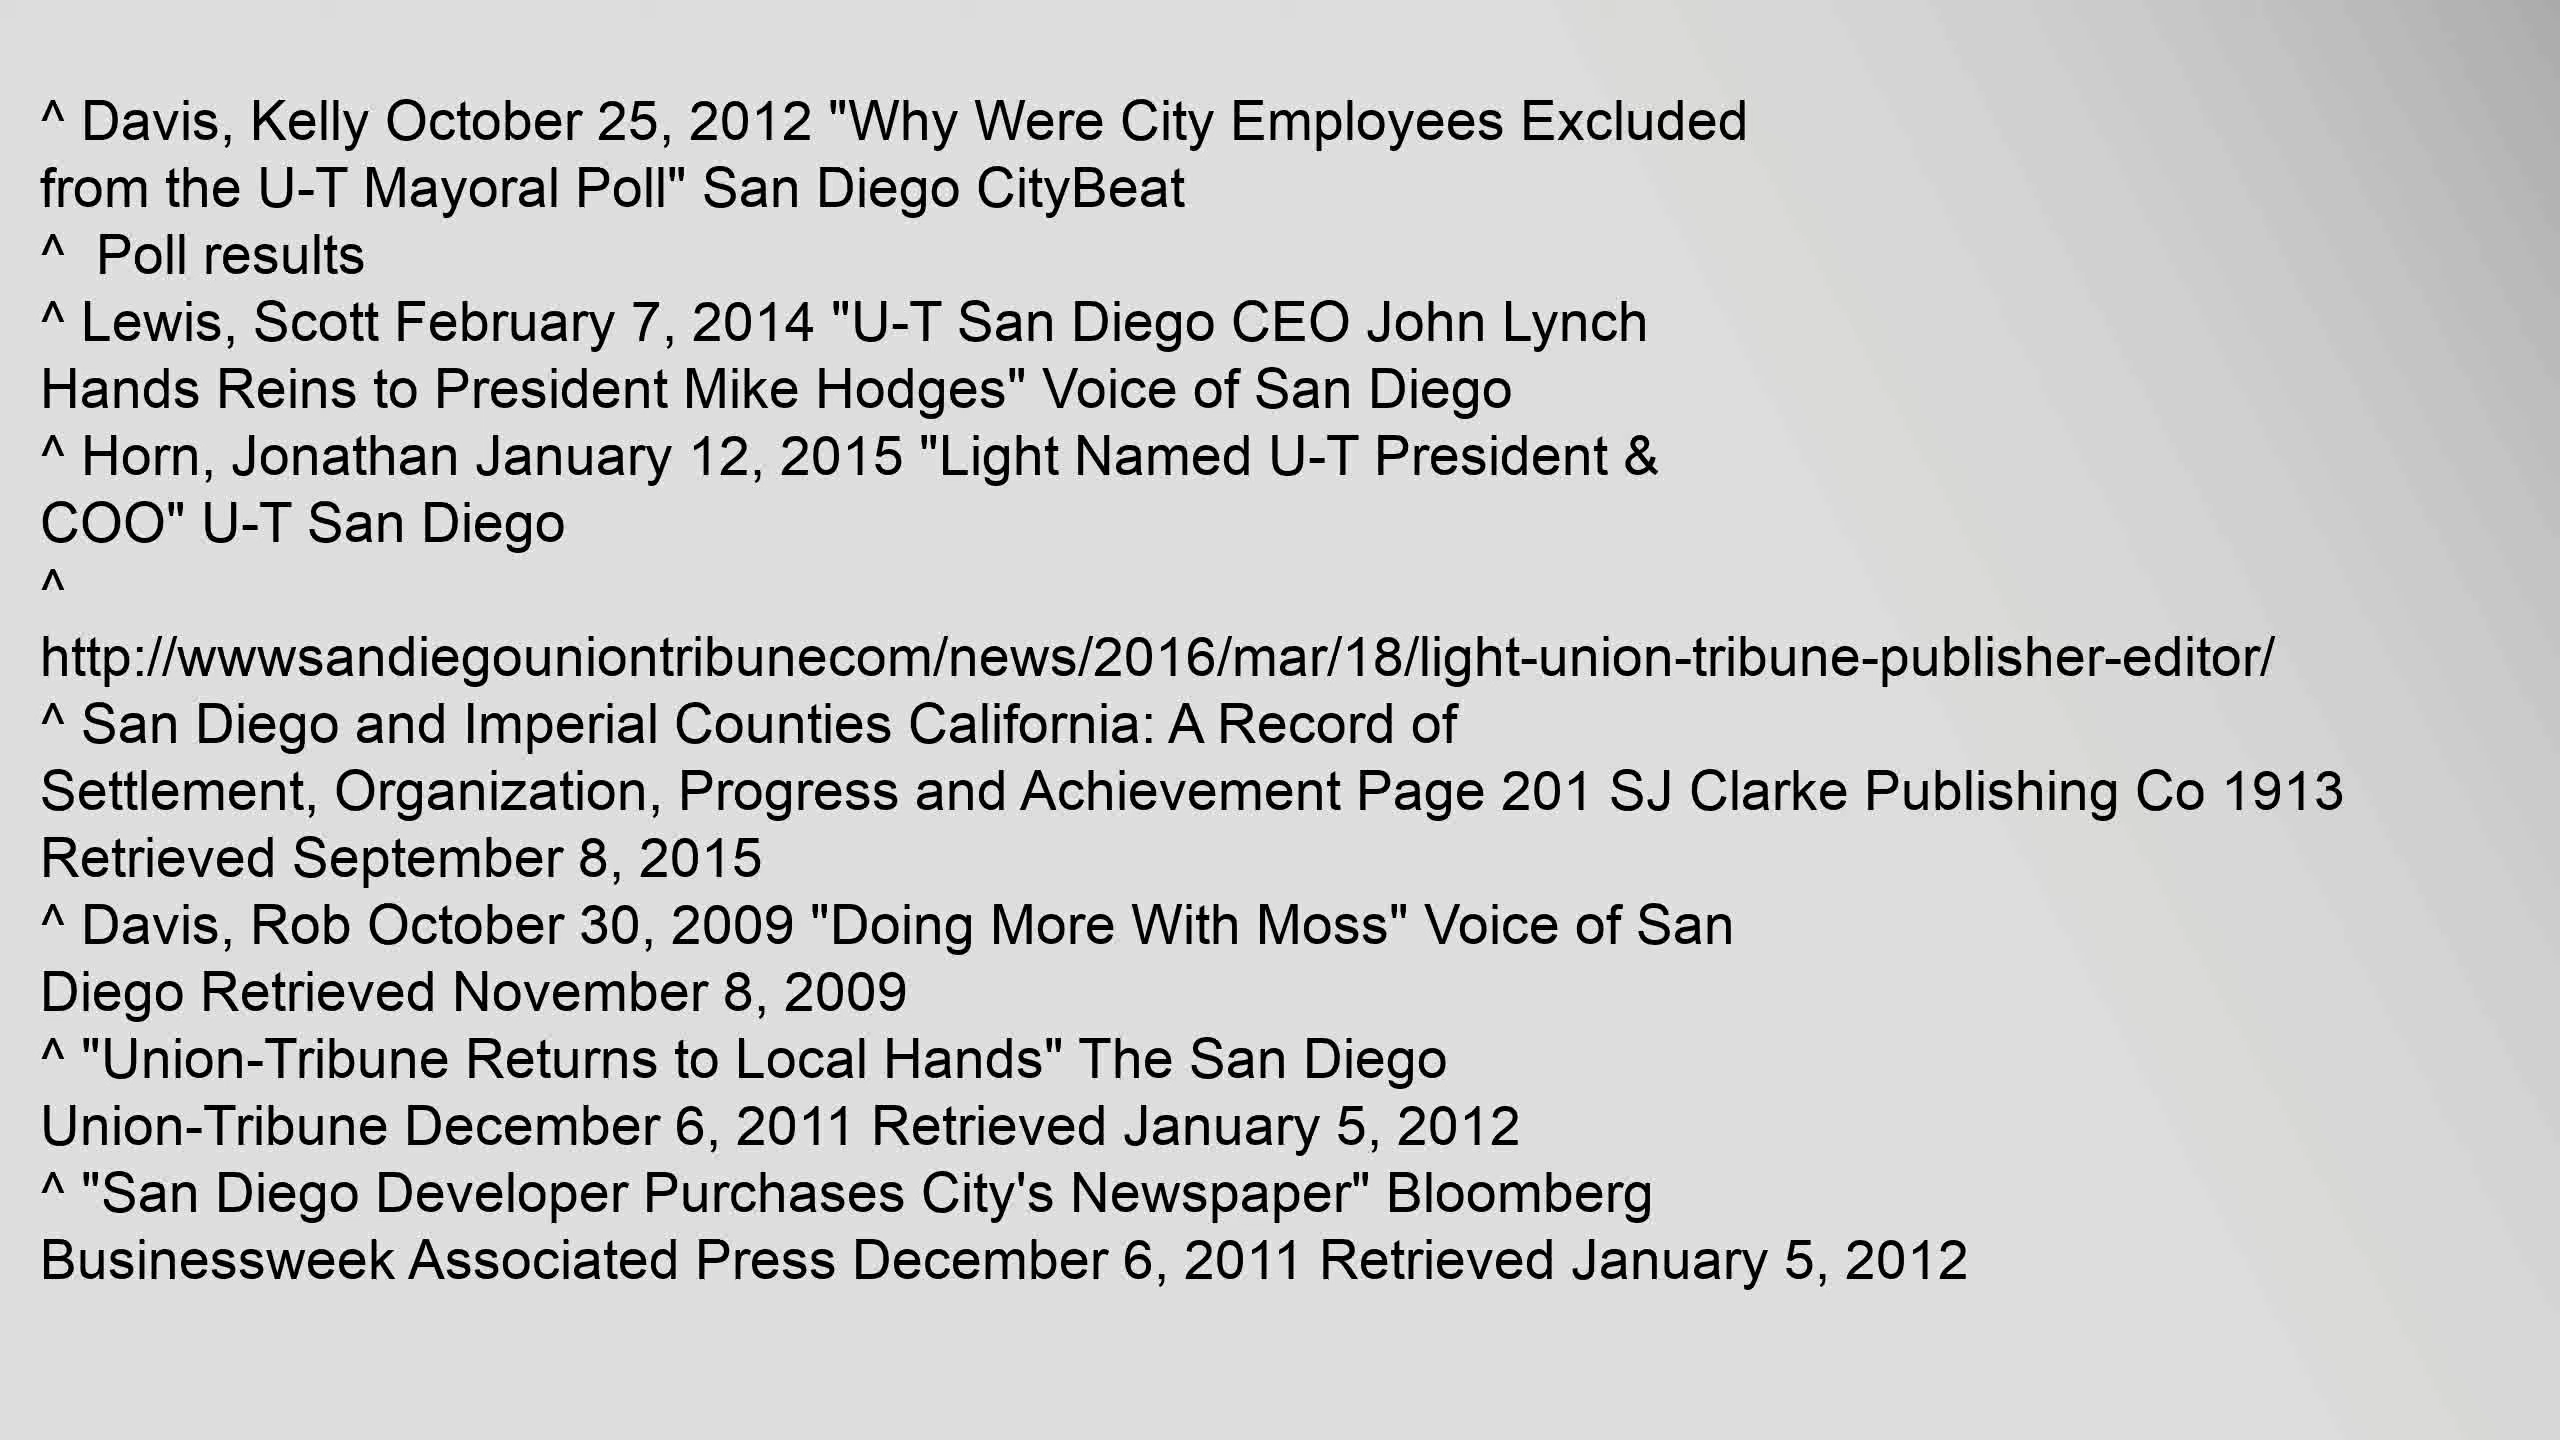 ^ Davis, Kelly October 25, 2012 "Why Were City Employees Excluded
from the U-T Mayoral Poll" San Diego CityBeat
^  Poll results
^ Lewis, Scott February 7, 2014 "U-T San Diego CEO John Lynch
Hands Reins to President Mike Hodges" Voice of San Diego
^ Horn, Jonathan January 12, 2015 "Light Named U-T President &
COO" U-T San Diego
^
http://wwwsandiegouniontribunecom/news/2016/mar/18/light-union-tribune-publisher-editor/
^ San Diego and Imperial Counties California: A Record of
Settlement, Organization, Progress and Achievement Page 201 SJ Clarke Publishing Co 1913
Retrieved September 8, 2015
^ Davis, Rob October 30, 2009 "Doing More With Moss" Voice of San
Diego Retrieved November 8, 2009
^ "Union-Tribune Returns to Local Hands" The San Diego
Union-Tribune December 6, 2011 Retrieved January 5, 2012
^ "San Diego Developer Purchases City's Newspaper" Bloomberg
Businessweek Associated Press December 6, 2011 Retrieved January 5, 2012